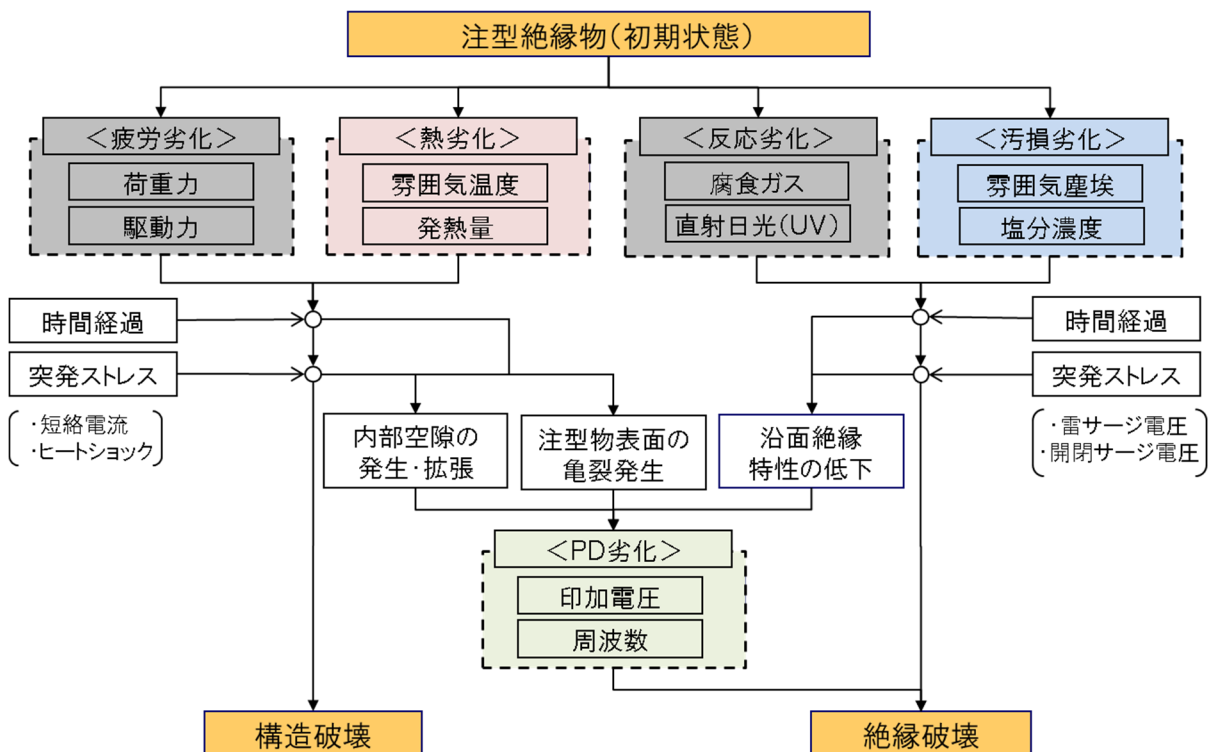 注型絶縁物(初期状態)
＜疲労劣化＞
荷重力
駆動力
＜熱劣化＞
雰囲気温度
発熱量
＜反応劣化＞
腐食ガス
直射日光(UV)
＜汚損劣化＞
雰囲気塵埃
塩分濃度
時間経過
突発ストレス
・短絡電流
・ヒートショック
時間経過
突発ストレス
・雷サージ電圧
・開閉サージ電圧
内部空隙の
発生・拡張
注型物表面の
亀裂発生
沿面絶縁
特性の低下
＜PD劣化＞
印加電圧
周波数
構造破壊
絶縁破壊